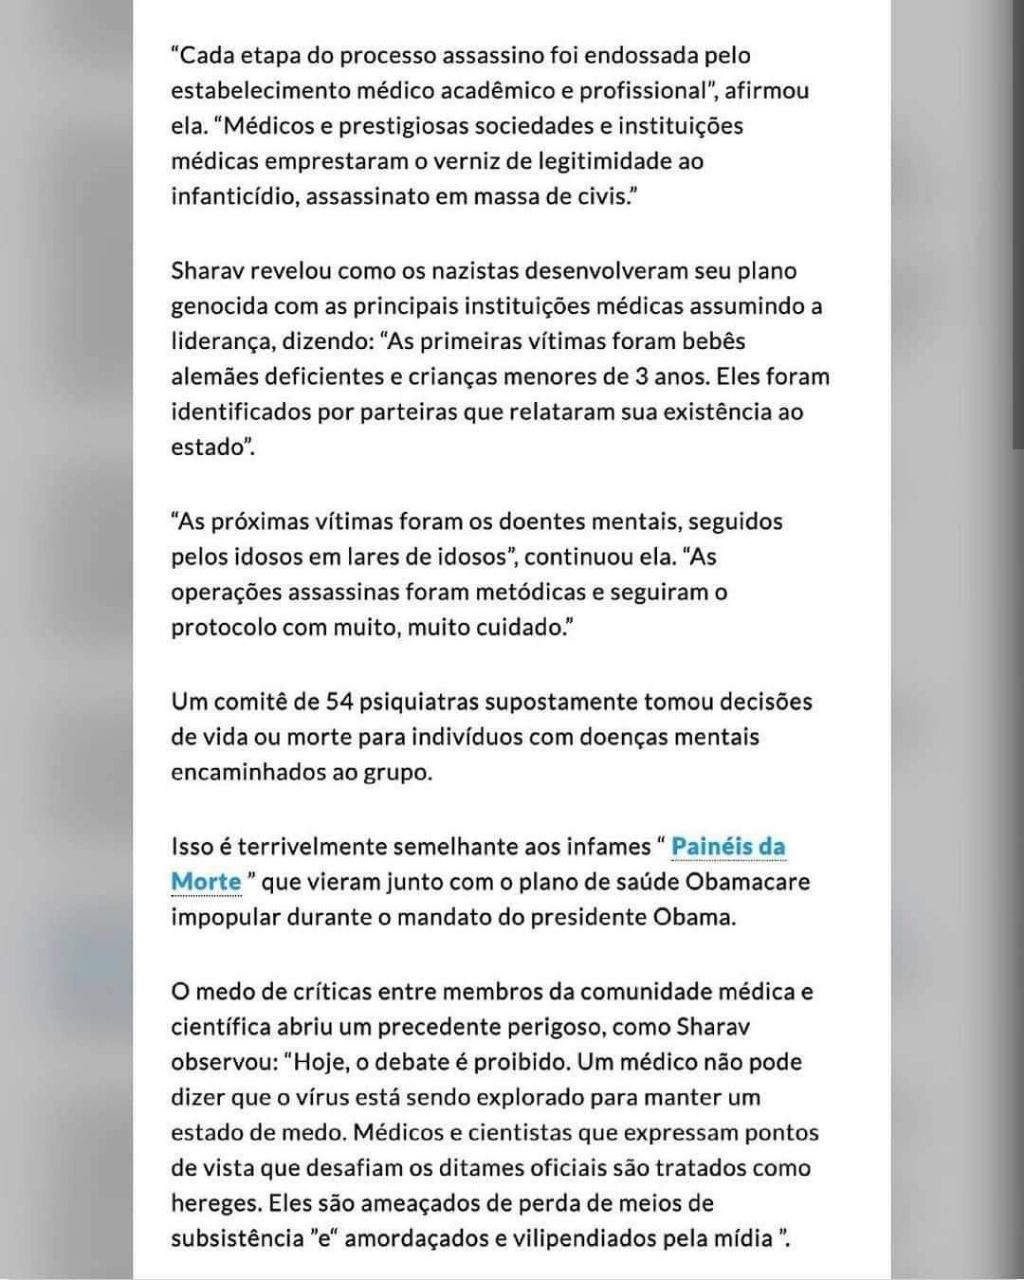 “Cada etapa do processo assassino foi endossada pelo
estabelecimento médico acadêmico e profissional”, afirmou
ela. “Médicos e prestigiosas sociedades e instituições
médicas emprestaram o verniz de legitimidade ao
infanticídio, assassinato em massa de civis.”
Sharav revelou como os nazistas desenvolveram seu plano
genocida com as principais instituições médicas assumindo a
liderança, dizendo: “As primeiras vítimas foram bebês
alemães deficientes e crianças menores de 3 anos. Eles foram
identificados por parteiras que relataram sua existência ao
estado”.
“As próximas vítimas foram os doentes mentais, seguidos
pelos idosos em lares de idosos”, continuou ela. “As
operações assassinas foram metódicas e seguiram o
protocolo com muito, muito cuidado.”
Um comitê de 54 psiquiatras supostamente tomou decisões
de vida ou morte para indivíduos com doenças mentais
encaminhados ao grupo.
Isso é terrivelmente semelhante aos infames “ Painéis da
Morte ” que vieram junto com o plano de saúde Obamacare
impopular durante o mandato do presidente Obama.
O medo de críticas entre membros da comunidade médica e
científica abriu um precedente perigoso, como Sharav
observou: “Hoje, o debate é proibido. Um médico não pode
dizer que o vírus está sendo explorado para manter um
estado de medo. Médicos e cientistas que expressam pontos
de vista que desafiam os ditames oficiais são tratados como
hereges. Eles são ameaçados de perda de meios de
subsistência ”e“ amordaçados e vilipendiados pela mídia ”.